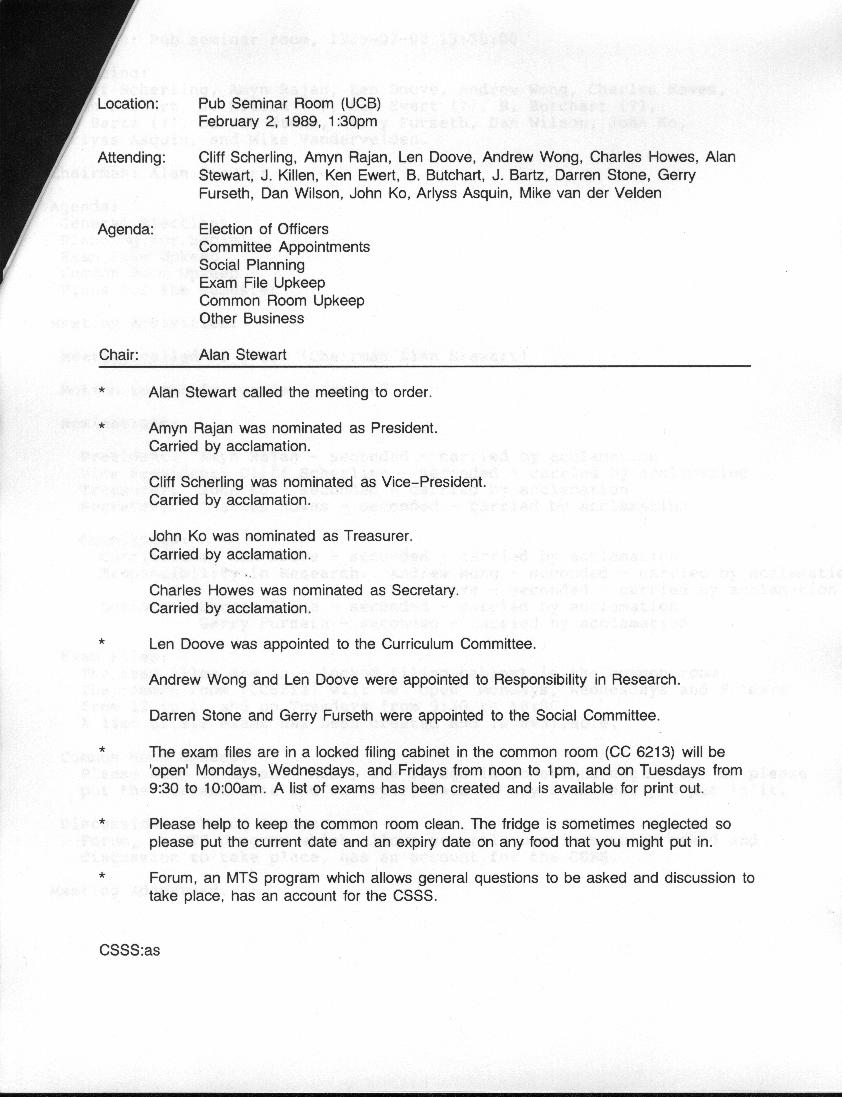 Location: Pub Seminar Room (UCB)
February 2, 1989, 1:30pm
Attending: Cliff Scherling, Amyn Rajan, Len Doove, Andrew Wong, Charles Howes, Alan
Stewart, J. Killen, Ken Ewert, B. Butchart, J. Bartz, Darren Stone, Gerry
Furseth, Dan Wilson, John Ko, Arlyss Asquin, Mike van der Velden
Agenda: Election of Officers
Committee Appointments
Social Planning
Exam File Upkeep
Common Room Upkeep
Other Business
Chair: Alan Stewart
* Alan Stewart called the meeting to order.
* Amyn Rajan was nominated as President.
Carried by acclamation.
Cliff Scherling was nominated as Vice-President.
Carried by acclamation.
John Ko was nominated as Treasurer.
Carried by acclamation.
Charles Howes was nominated as Secretary.
Carried by acclamation.
* Len Doove was appointed to the Curriculum Committee.
Andrew Wong and Len Doove were appointed to Responsibility in Research.
Darren Stone and Gerry Furseth were appointed to the Social Committee.
* The exam files are in a locked filing cabinet in the common room (CC 6213) will be
'open' Mondays, Wednesdays, and Fridays from noon to 1pm, and on Tuesdays from
9:30 to 10:00am. A list of exams has been created and is available for print out.
* Please help to keep the common room clean. The fridge is sometimes neglected so
please put the current date and an expiry date on any food that you might put in.
* Forum, an MTS program which allows general questions to be asked and discussion to
take place, has an account for the CSSS.
CSSS:as